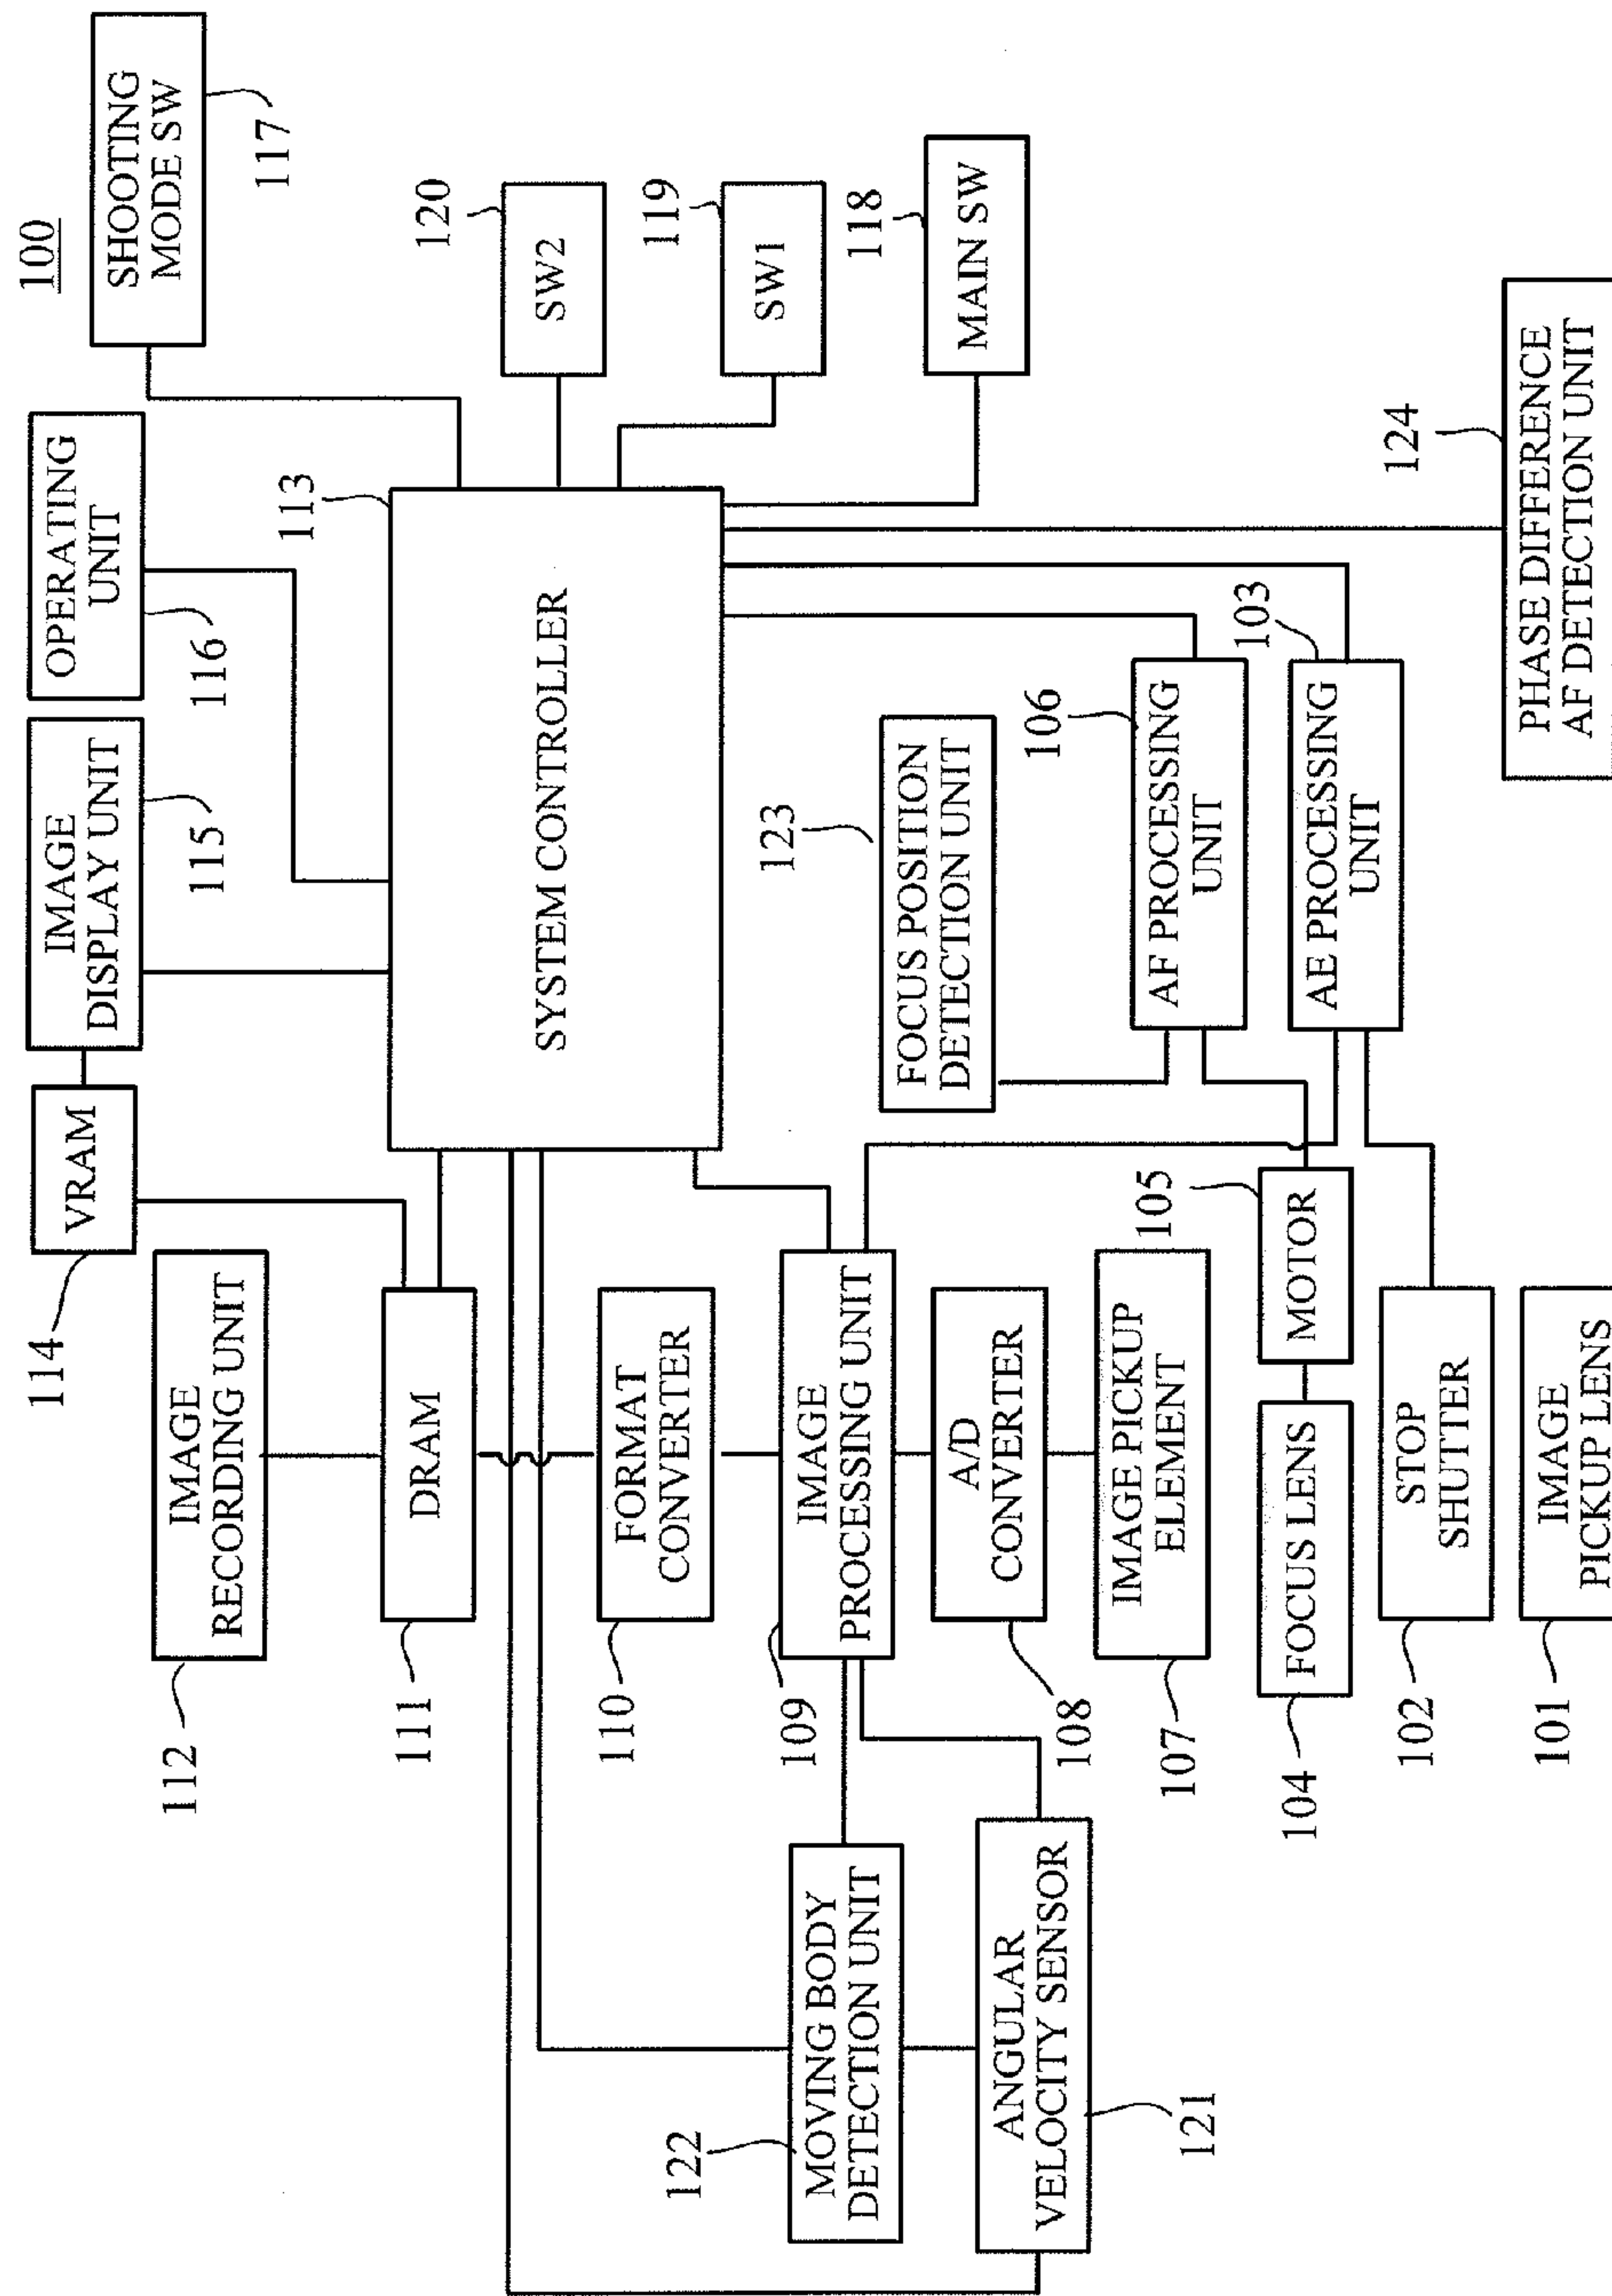 100
SHOOTING
MODE SW
117
OPERATING
UNIT
116
IMAGE
DISPLAY UNIT
115
VRAM
114
IMAGE
RECORDING UNIT
112
SW2
120
SW1
119
MAIN SW
118
113
SYSTEM CONTROLLER
DRAM
111
FORMAT
CONVERTER
110
IMAGE
PROCESSING UNIT
109
A/D
CONVERTER
108
IMAGE PICKUP
ELEMENT
107
MOVING BODY
DETECTION UNIT
122
ANGULAR
VELOCITY SENSOR
121
FOCUS POSITION
DETECTION UNIT
123
AF PROCESSING
UNIT
106
AE PROCESSING
UNIT
103
PHASE DIFFERENCE
AF DETECTION UNIT
124
MOTOR
105
FOCUS LENS
104
STOP
SHUTTER
102
IMAGE
PICKUP LENS
101